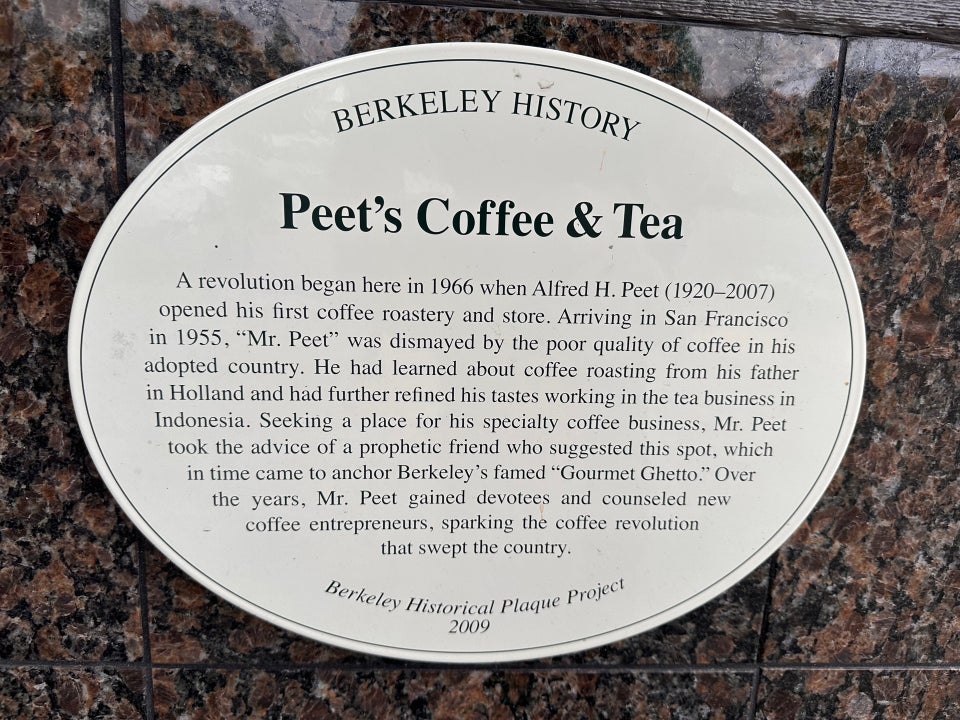 BERKELEY HISTORY
Peet's Coffee & Tea
A revolution began here in 1966 when Alfred H. Peet (1920–2007)
opened his first coffee roastery and store. Arriving in San Francisco
in 1955, “Mr. Peet” was dismayed by the poor quality of coffee in his
adopted country. He had learned about coffee roasting from his father
in Holland and had further refined his tastes working in the tea business in
Indonesia. Seeking a place for his specialty coffee business, Mr. Peet
took the advice of a prophetic friend who suggested this spot, which
in time came to anchor Berkeley’s famed “Gourmet Ghetto.” Over
the years, Mr. Peet gained devotees and counseled new
coffee entrepreneurs, sparking the coffee revolution
that swept the country.
Berkeley Historical Plaque Project
2009